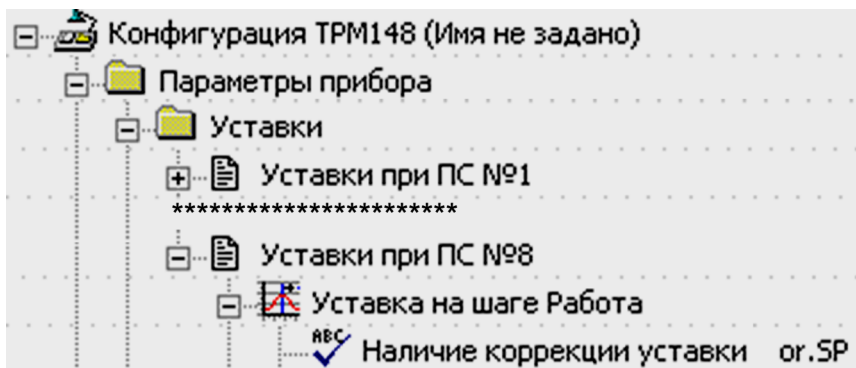 Конфигурация ТРМ148 (Имя не задано)
Параметры прибора
Уставки
Уставки при ПС №1
***********************
Уставки при ПС №8
Уставка на шаге Работа
ABC Наличие коррекции уставки or.SP